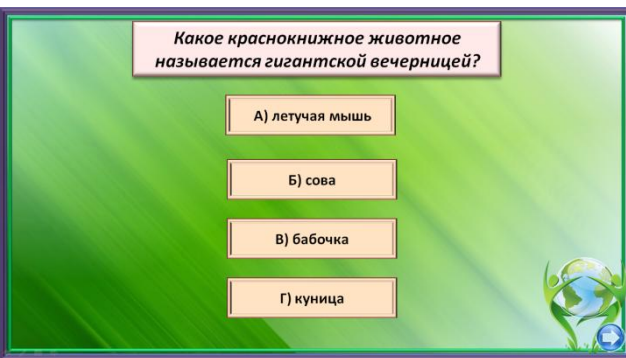 Какое краснокнижное животное
называется гигантской вечерницей?
А) летучая мышь
Б) сова
В) бабочка
Г) куница